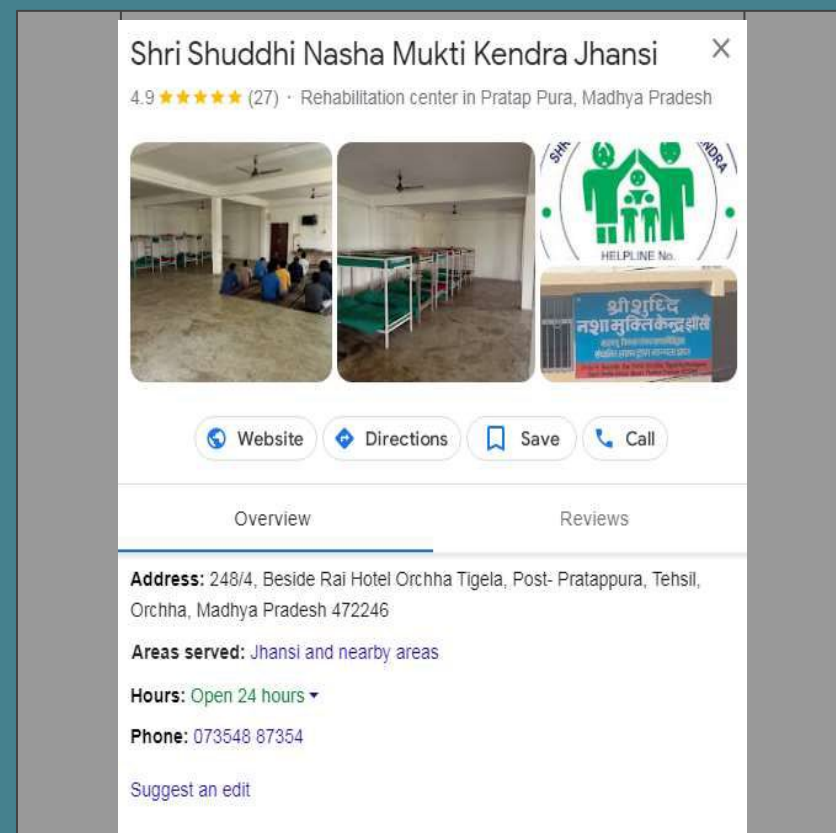 Shri Shuddhi Nasha Mukti Kendra Jhansi
4.9 ★★★★★ (27) · Rehabilitation center in Pratap Pura, Madhya Pradesh
SHR
NDRA
HELPLINE No.
श्री शुध्दि
नशा मुक्ति केन्द्र झाँसी
Website
Directions
Save
Call
Overview
Reviews
Address: 248/4, Beside Rai Hotel Orchha Tigela, Post- Pratappura, Tehsil,
Orchha, Madhya Pradesh 472246
Areas served: Jhansi and nearby areas
Hours: Open 24 hours
Phone: 073548 87354
Suggest an edit